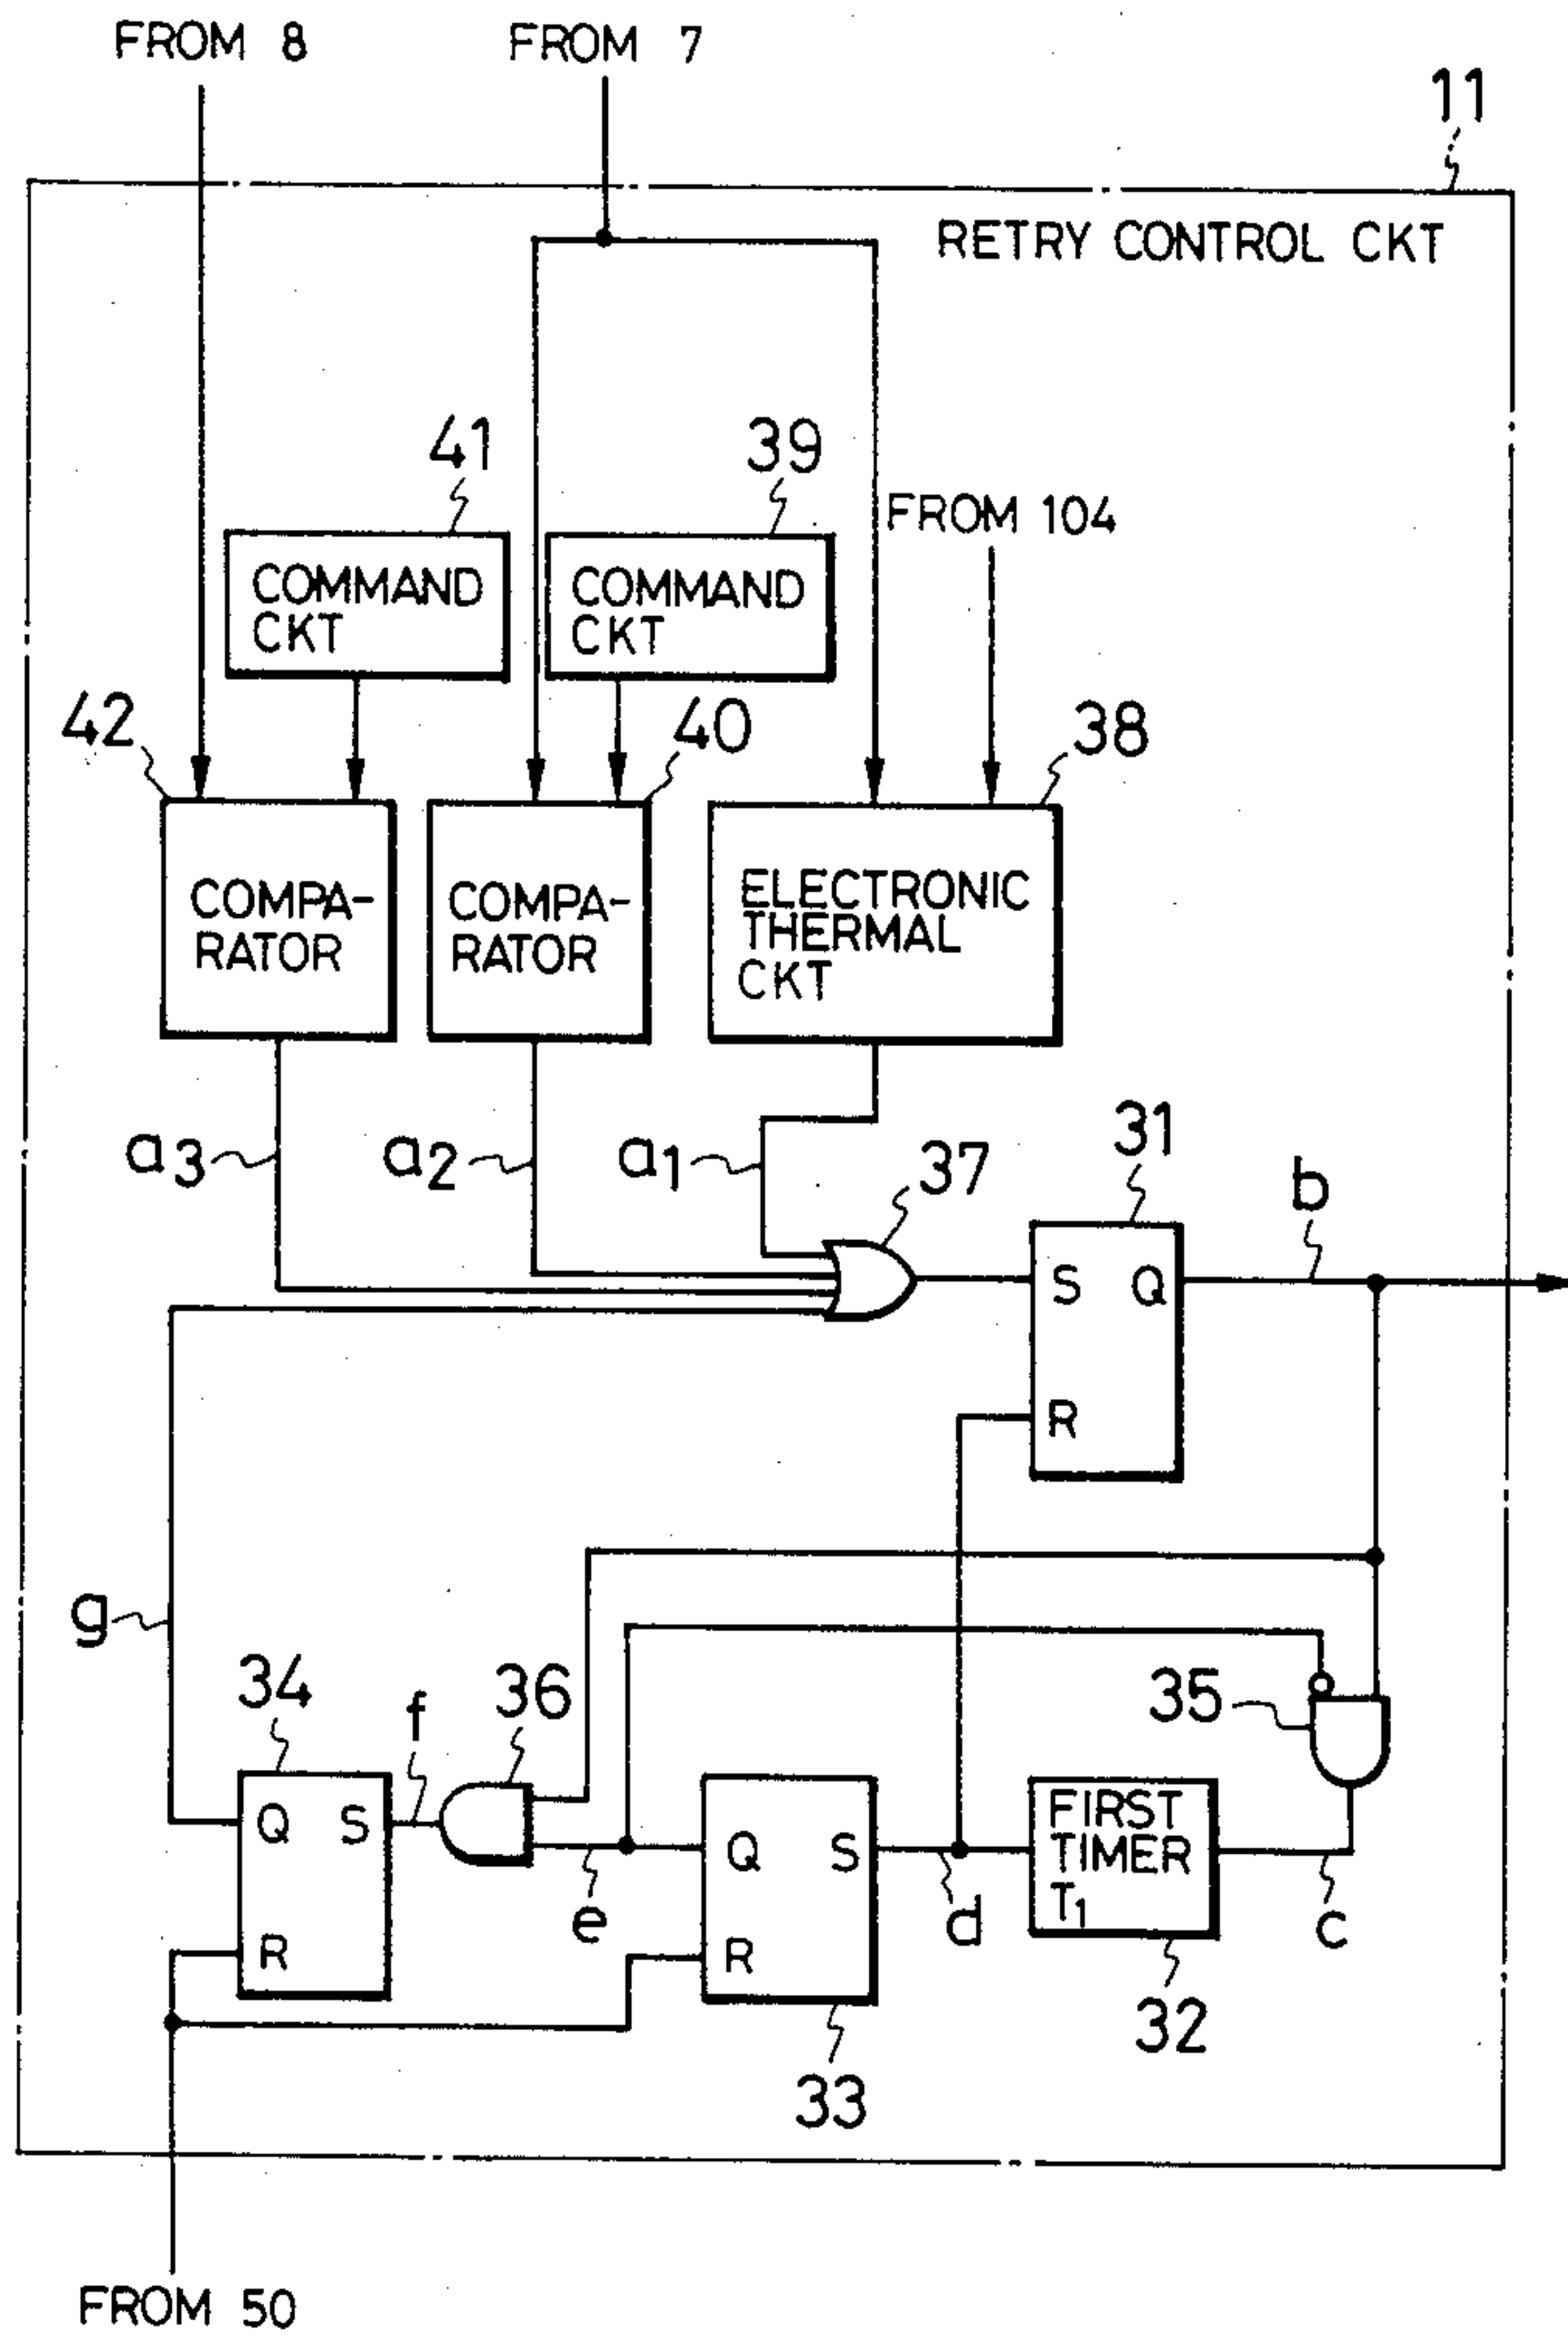 FROM 8
FROM 7
11
RETRY CONTROL CKT
41
39
FROM 104
COMMAND
CKT
COMMAND
CKT
42
40
38
COMPA-
RATOR
COMPA-
RATOR
ELECTRONIC
THERMAL
CKT
a3
a2
a1
37
31
b
S Q
R
g
34
f
36
35
Q S
R
e
Q S
R
d
FIRST
TIMER
T1
c
33
32
FROM 50